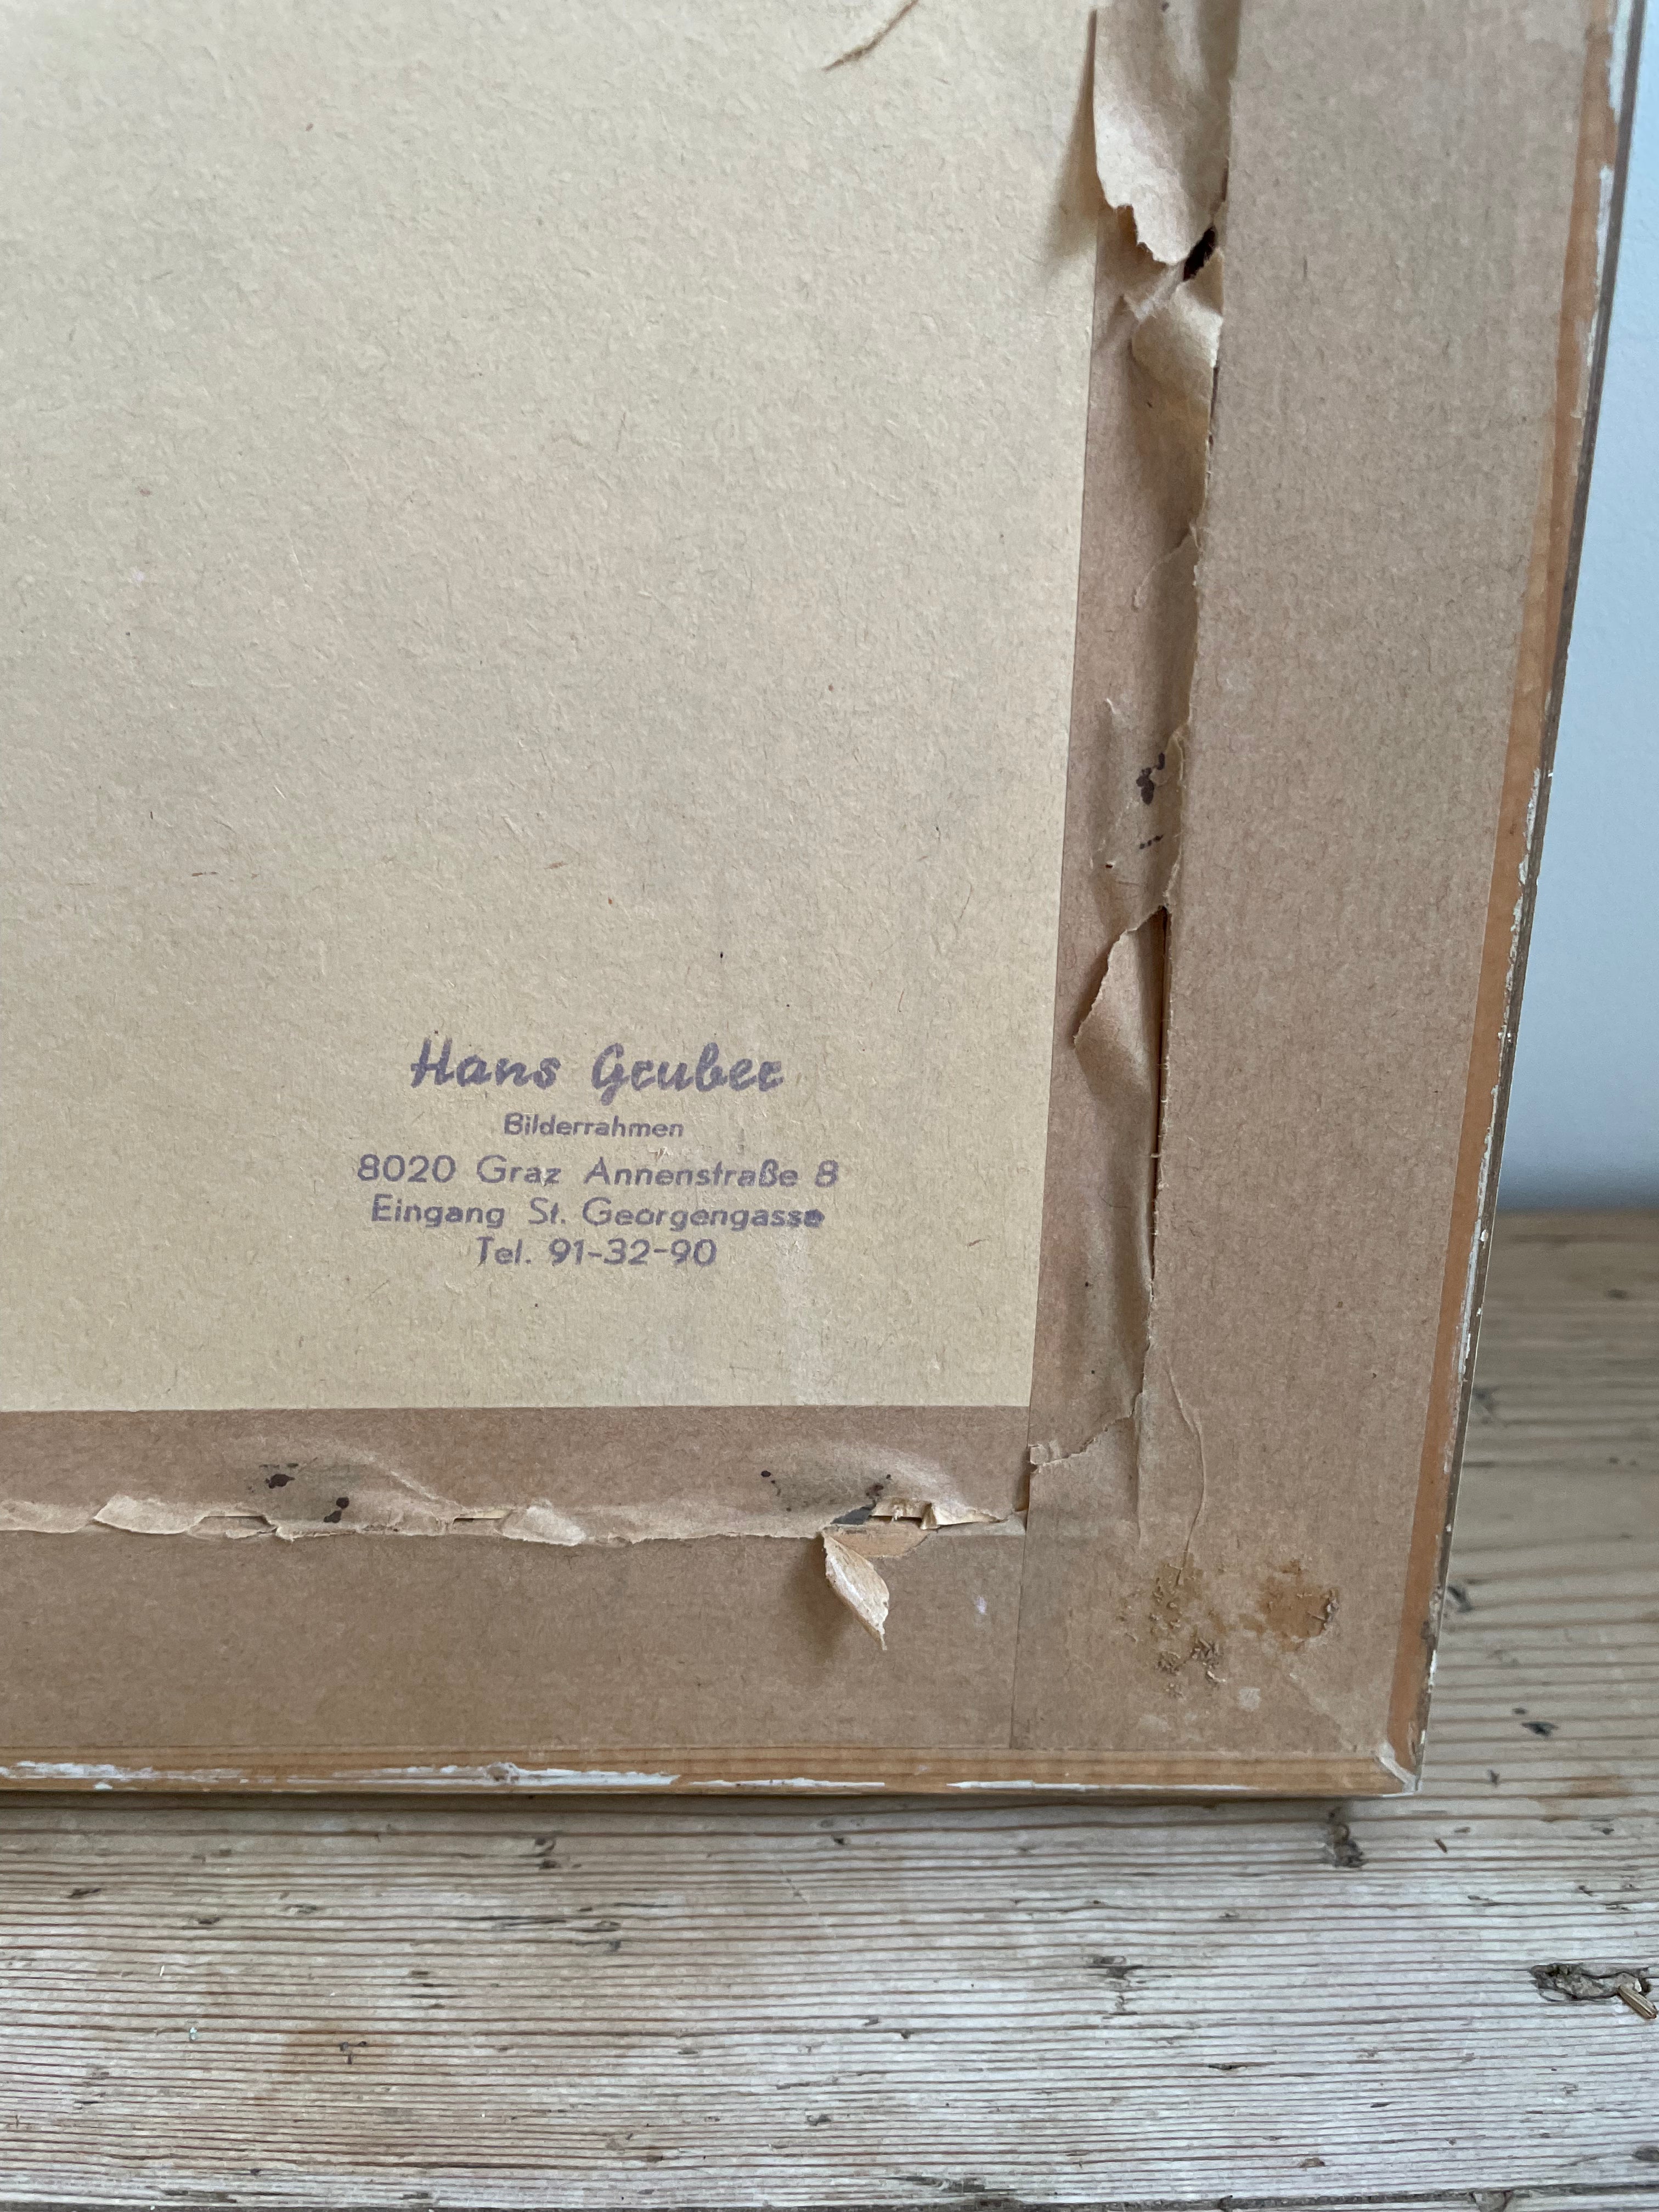 Hans Gruber
Bilderrahmen
8020 Graz Annenstraße 8
Eingang St. Georgengasse
Tel. 91-32-90